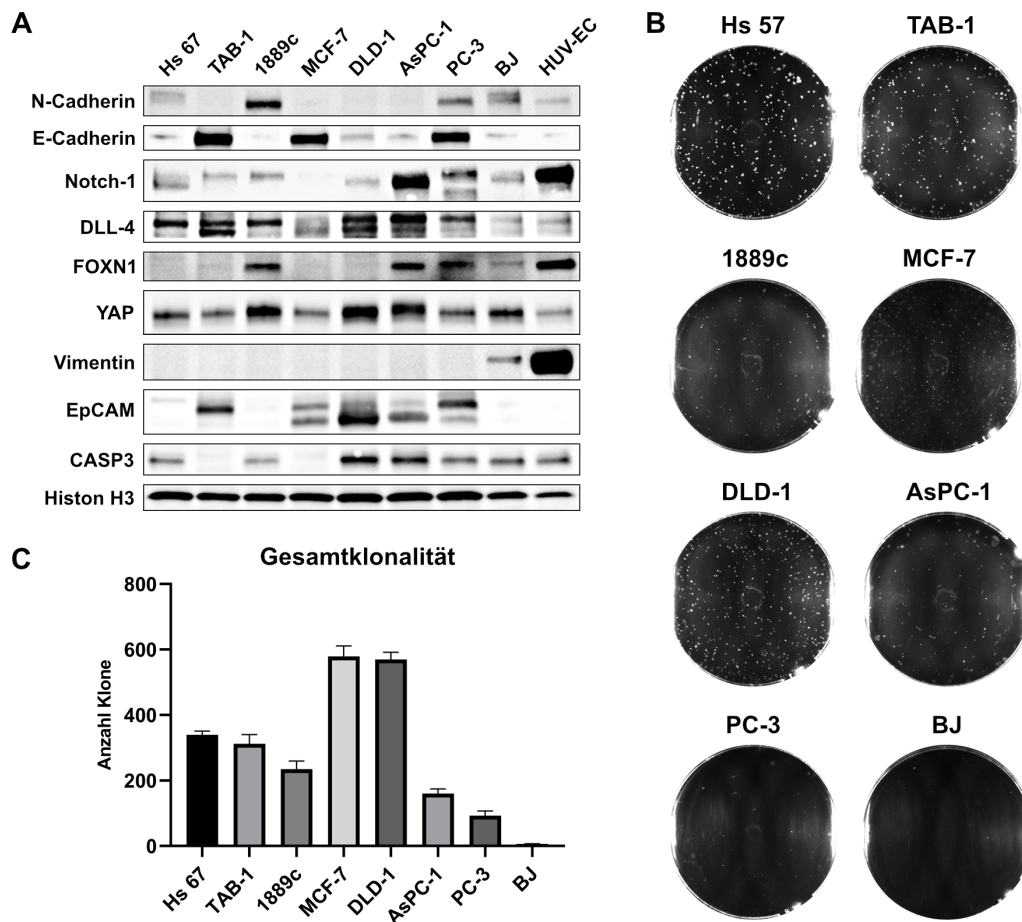 A
Hs 67 TAB-1 1889c MCF-7 DLD-1 AsPC-1 PC-3 BJ HUV-EC
N-Cadherin
E-Cadherin
Notch-1
DLL-4
FOXN1
YAP
Vimentin
EpCAM
CASP3
Histon H3
B
Hs 57 TAB-1
1889c MCF-7
DLD-1 AsPC-1
PC-3 BJ
C
Gesamtklonalität
Anzahl Klone
800
600
400
200
0
Hs 67 TAB-1 1889c MCF-7 DLD-1 AsPC-1 PC-3 BJ